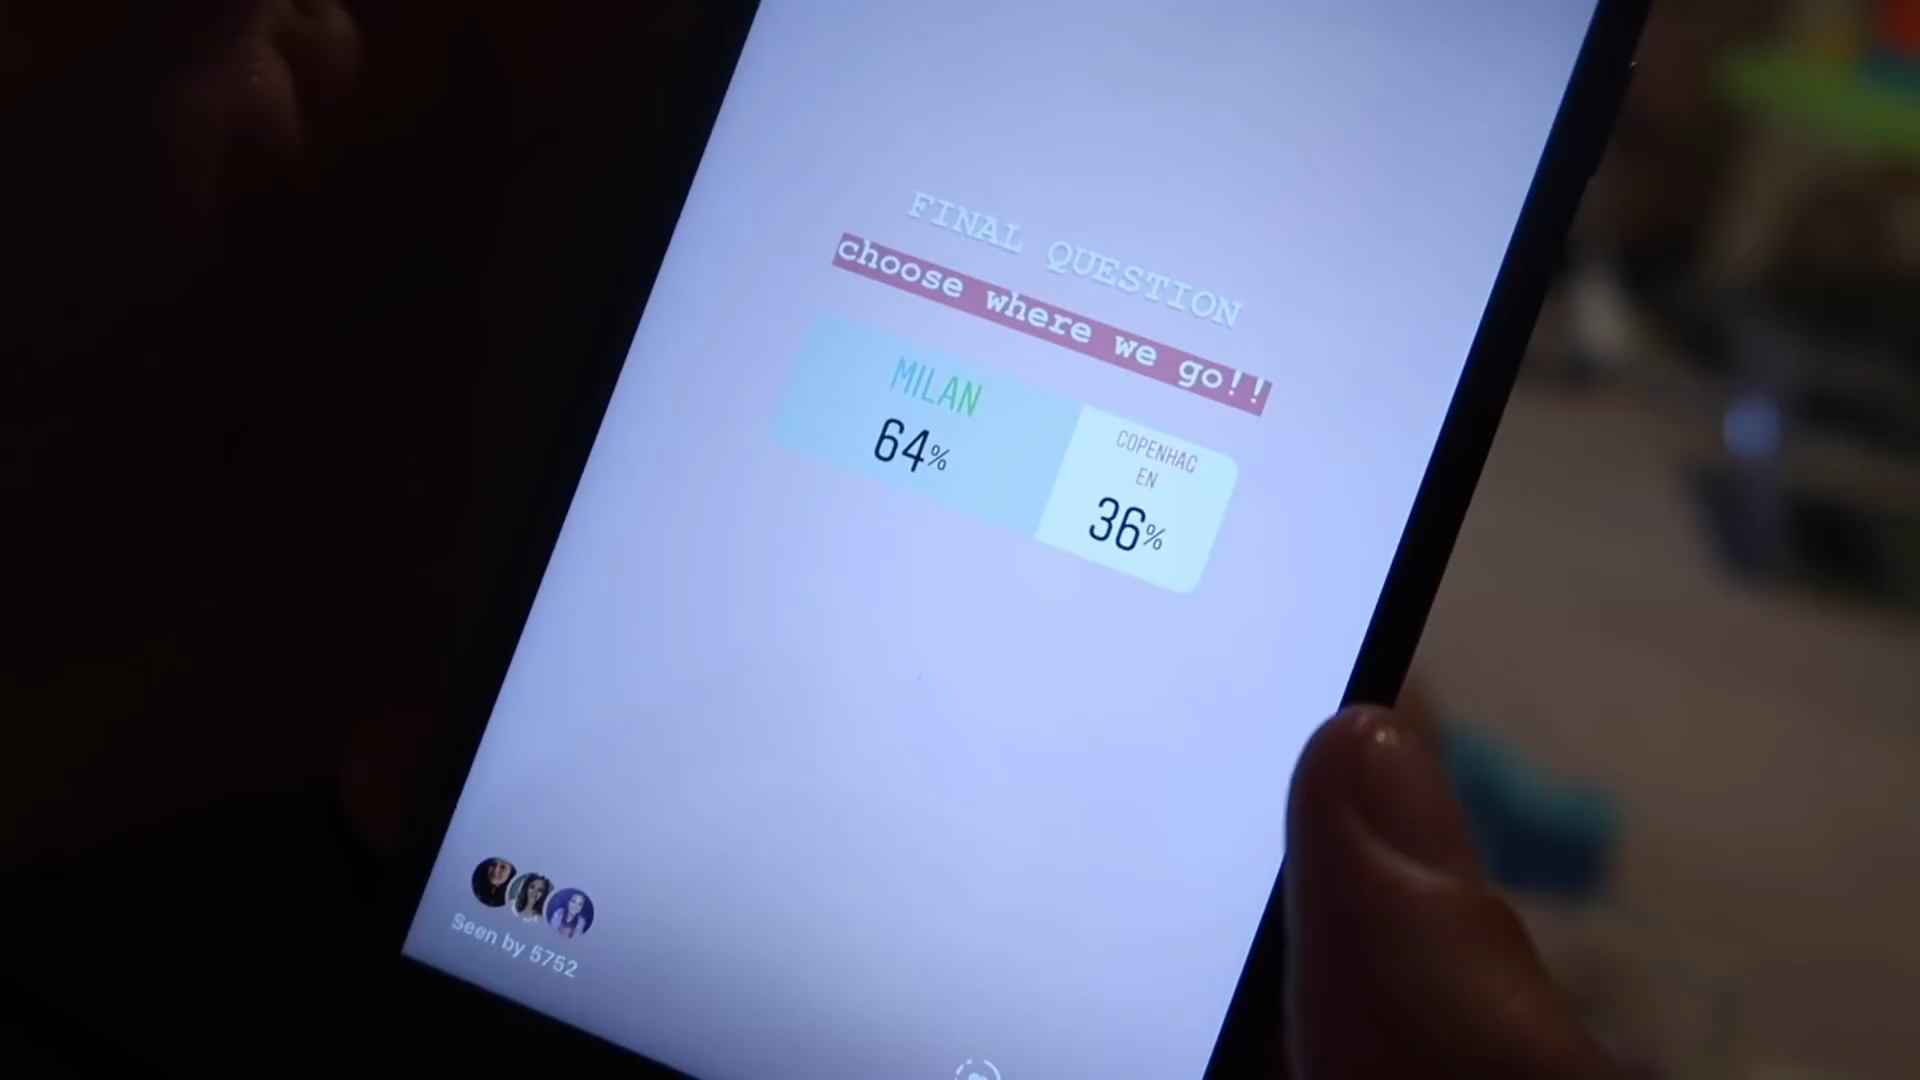 FINAL QUESTION
choose where we go!!
MILAN
64%
COPENHAG
EN
36%
Seen by 5752